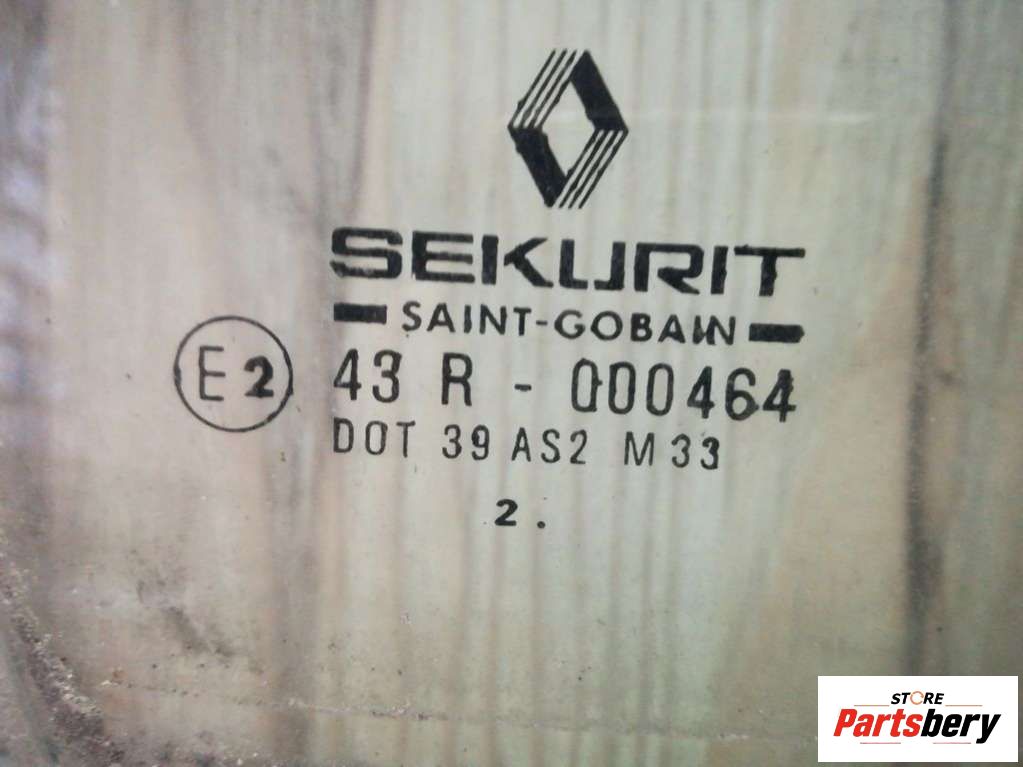 SEKURIT
SAINT-GOBAIN
E2 43 R - 000464
DOT 39 AS2 M33
2.
STORE
Partsbery